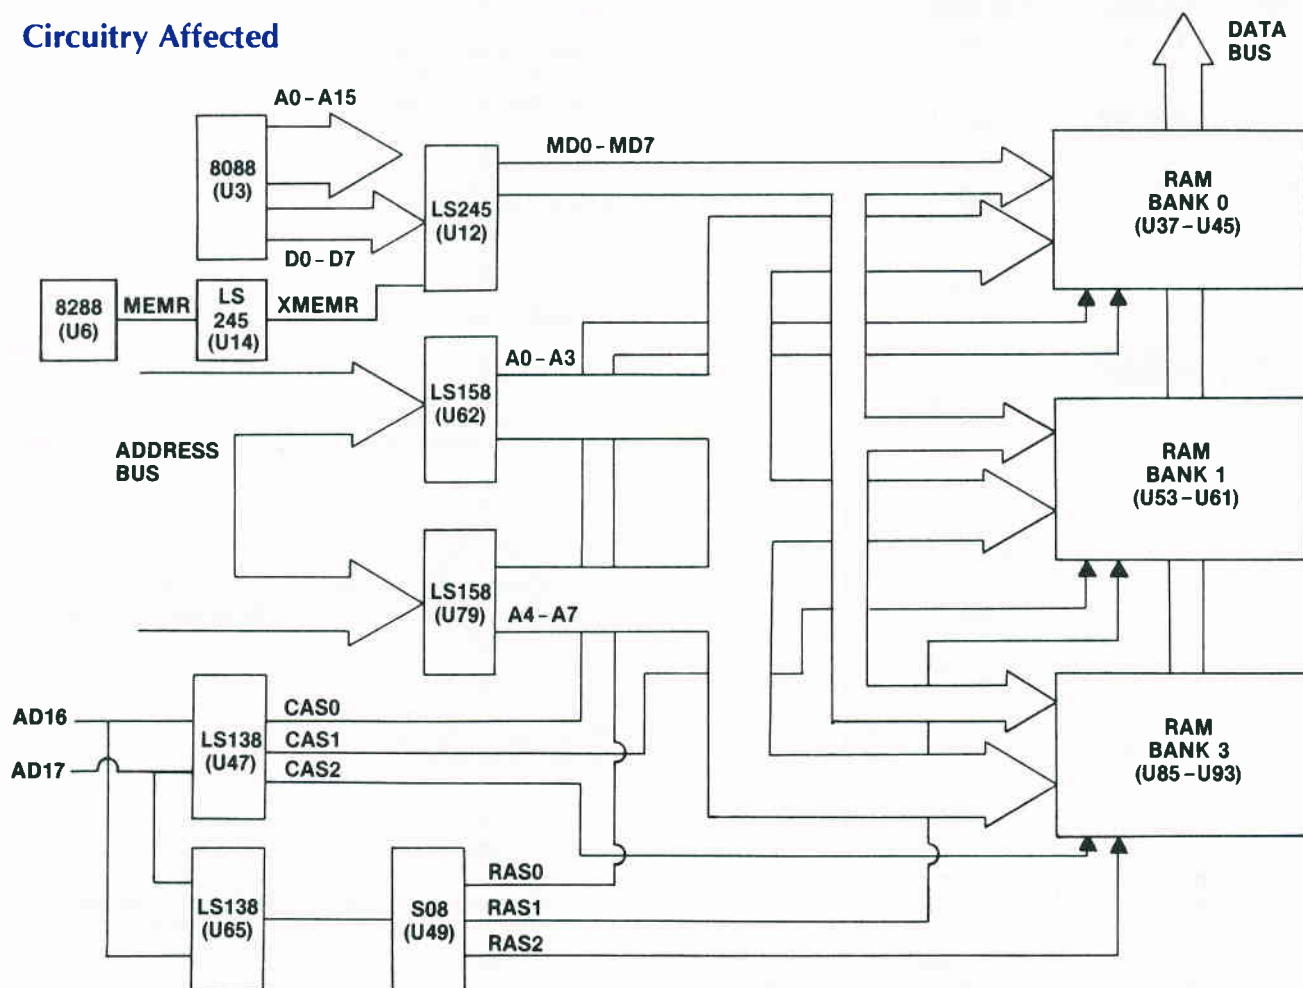 Circuitry Affected
DATA
BUS
A0-A15
8088
(U3)
D0-D7
LS245
(U12)
MD0-MD7
RAM
BANK 0
(U37-U45)
8288
(U6)
MEMR
LS
245
(U14)
XMEMR
LS158
(U62)
A0-A3
ADDRESS
BUS
RAM
BANK 1
(U53-U61)
LS158
(U79)
A4-A7
AD16
AD17
LS138
(U47)
CAS0
CAS1
CAS2
RAM
BANK 3
(U85-U93)
LS138
(U65)
S08
(U49)
RAS0
RAS1
RAS2